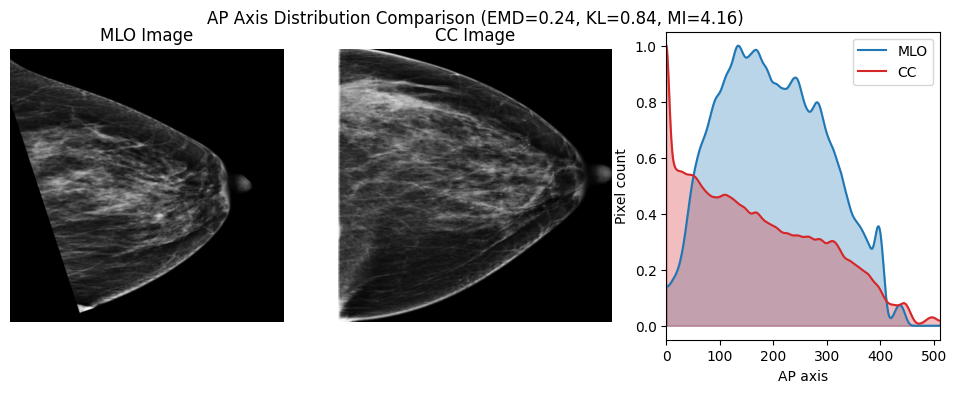 AP Axis Distribution Comparison (EMD=0.24, KL=0.84, MI=4.16)
MLO Image
CC Image
MLO
CC
Pixel count
1.0
0.8
0.6
0.4
0.2
0.0
0 100 200 300 400 500
AP axis